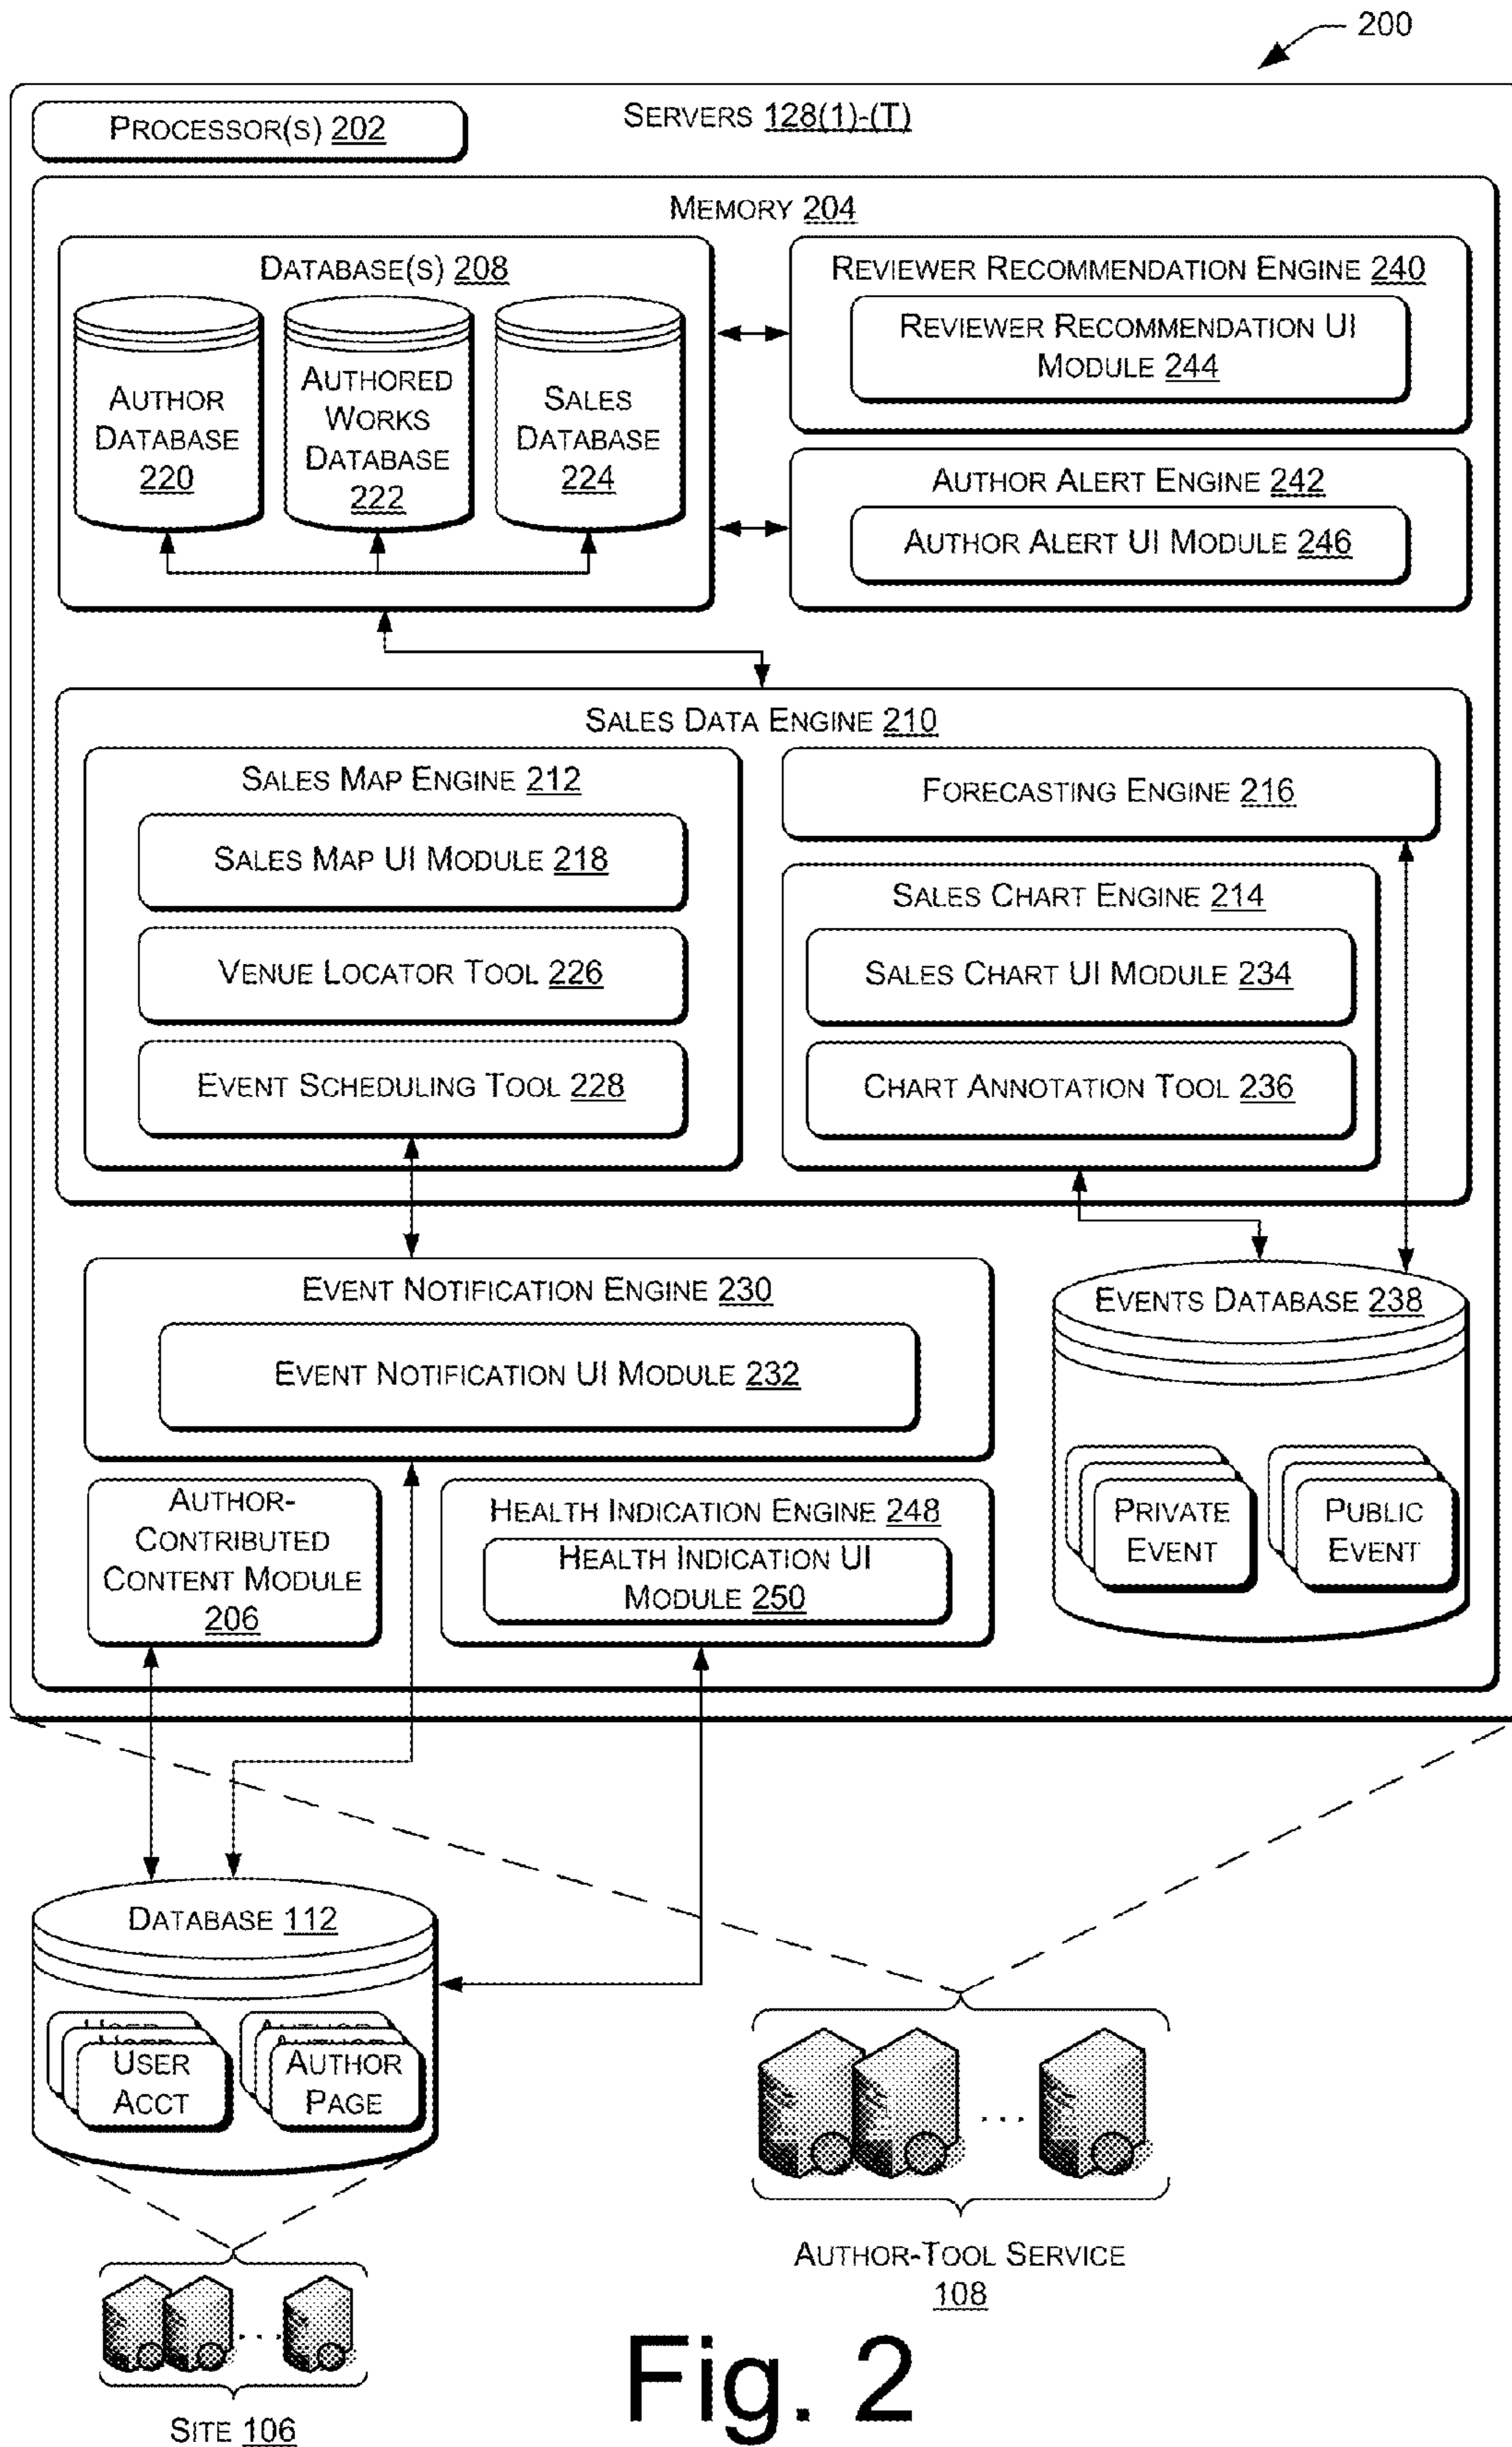 200
PROCESSOR(S) 202
SERVERS 128(1)-(T)
MEMORY 204
DATABASE(S) 208
AUTHOR
DATABASE
220
AUTHORED
WORKS
DATABASE
222
SALES
DATABASE
224
REVIEWER RECOMMENDATION ENGINE 240
REVIEWER RECOMMENDATION UI
MODULE 244
AUTHOR ALERT ENGINE 242
AUTHOR ALERT UI MODULE 246
SALES DATA ENGINE 210
SALES MAP ENGINE 212
SALES MAP UI MODULE 218
VENUE LOCATOR TOOL 226
EVENT SCHEDULING TOOL 228
FORECASTING ENGINE 216
SALES CHART ENGINE 214
SALES CHART UI MODULE 234
CHART ANNOTATION TOOL 236
EVENT NOTIFICATION ENGINE 230
EVENT NOTIFICATION UI MODULE 232
EVENTS DATABASE 238
PRIVATE
EVENT
PUBLIC
EVENT
AUTHOR-
CONTRIBUTED
CONTENT MODULE
206
HEALTH INDICATION ENGINE 248
HEALTH INDICATION UI
MODULE 250
DATABASE 112
USER
ACCT
AUTHOR
PAGE
...
AUTHOR-TOOL SERVICE
108
...
SITE 106
Fig. 2